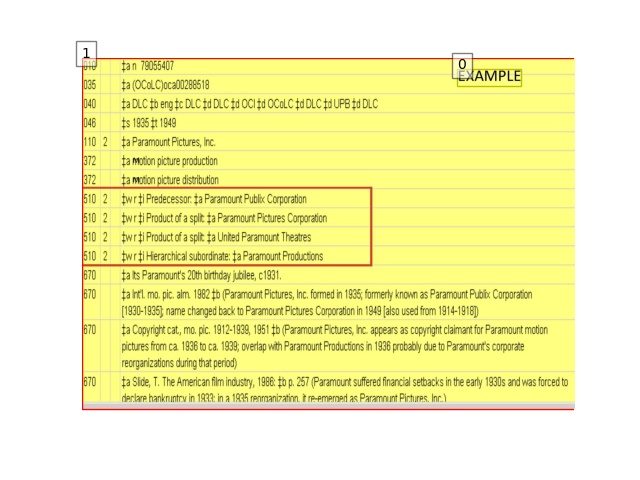 1
0
EXAMPLE
010 ‡a n 79055407
035 ‡a (OCoLC)oca00288518
040 ‡a DLC ‡b eng ‡c DLC ‡d DLC ‡d OCl ‡d OCoLC ‡d DLC ‡d UPB ‡d DLC
046 ‡s 1935 ‡t 1949
110 2 ‡a Paramount Pictures, Inc.
372 ‡a Motion picture production
372 ‡a Motion picture distribution
510 2 ‡w r ‡i Predecessor: ‡a Paramount Publix Corporation
510 2 ‡w r ‡i Product of a split: ‡a Paramount Pictures Corporation
510 2 ‡w r ‡i Product of a split: ‡a United Paramount Theatres
510 2 ‡w r ‡i Hierarchical subordinate: ‡a Paramount Productions
670 ‡a Its Paramount's 20th birthday jubilee, c1931.
670 ‡a Int'l. mo. pic. alm. 1982 ‡b (Paramount Pictures, Inc. formed in 1935; formerly known as Paramount Publix Corporation
[1930-1935]; name changed back to Paramount Pictures Corporation in 1949 [also used from 1914-1918])
670 ‡a Copyright cat., mo. pic. 1912-1939, 1951 ‡b (Paramount Pictures, Inc. appears as copyright claimant for Paramount motion
pictures from ca. 1936 to ca. 1939; overlap with Paramount Productions in 1936 probably due to Paramount's corporate
reorganizations during that period)
670 ‡a Slide, T. The American film industry, 1986: ‡b p. 257 (Paramount suffered financial setbacks in the early 1930s and was forced to
declare bankruptcy in 1933; in a 1935 reorganization, it re-emerged as Paramount Pictures, Inc.)